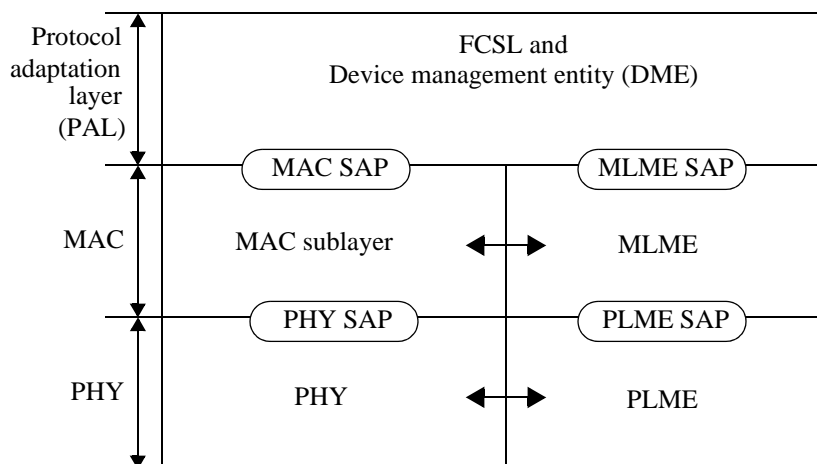 Protocol
adaptation
layer
(PAL)
FCSL and
Device management entity (DME)
MAC SAP
MLME SAP
MAC
MAC sublayer
MLME
PHY SAP
PLME SAP
PHY
PHY
PLME